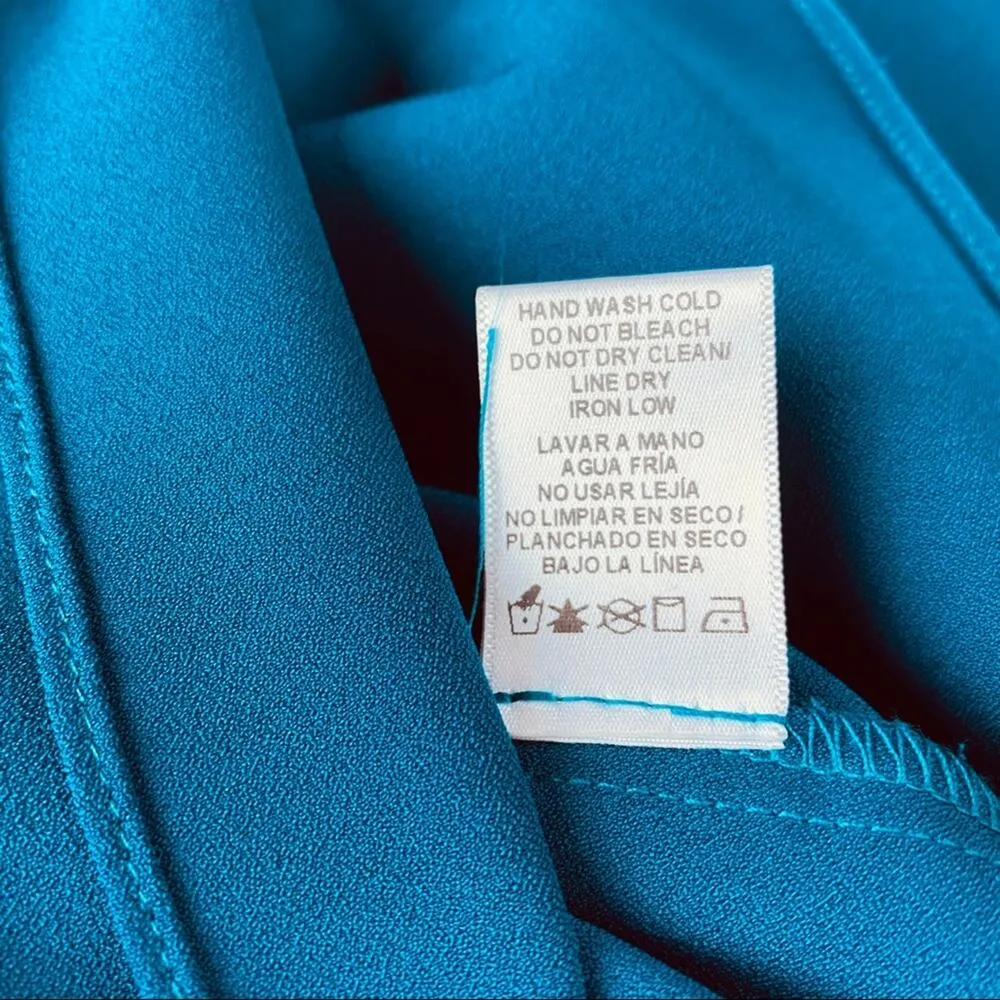 HAND WASH COLD
DO NOT BLEACH
DO NOT DRY CLEAN/
LINE DRY
IRON LOW
LAVAR A MANO
AGUA FRÍA
NO USAR LEJÍA
NO LIMPIAR EN SECO/
PLANCHADO EN SECO
BAJO LA LÍNEA